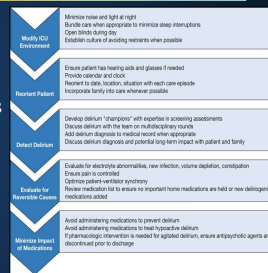 Modify ICU
Environment
Minimize noise and light at night
Bundle care when appropriate to minimize sleep interruptions
Open blinds during day
Establish culture of avoiding restraints when possible
Reorient Patient
Ensure patient has hearing aids and glasses if needed
Provide calendar and clock
Reorient to date, location, situation with each care episode
Incorporate family into care whenever possible
Detect Delirium
Develop delirium "champions" with expertise in screening assessments
Discuss delirium with the team on multidisciplinary rounds
Add delirium diagnosis to medical record when appropriate
Discuss delirium diagnosis and potential long-term impact with patient and family
Evaluate for
Reversible Causes
Evaluate for electrolyte abnormalities, new infection, volume depletion, constipation
Ensure pain is controlled
Optimize patient-ventilator synchrony
Review medication list to ensure no important home medications are held or new deliriogenic
medications added
Minimize Impact
of Medications
Avoid administering medications to prevent delirium
Avoid administering medications to treat hypoactive delirium
If pharmacologic intervention is needed for agitated delirium, ensure antipsychotic agents are
discontinued prior to discharge